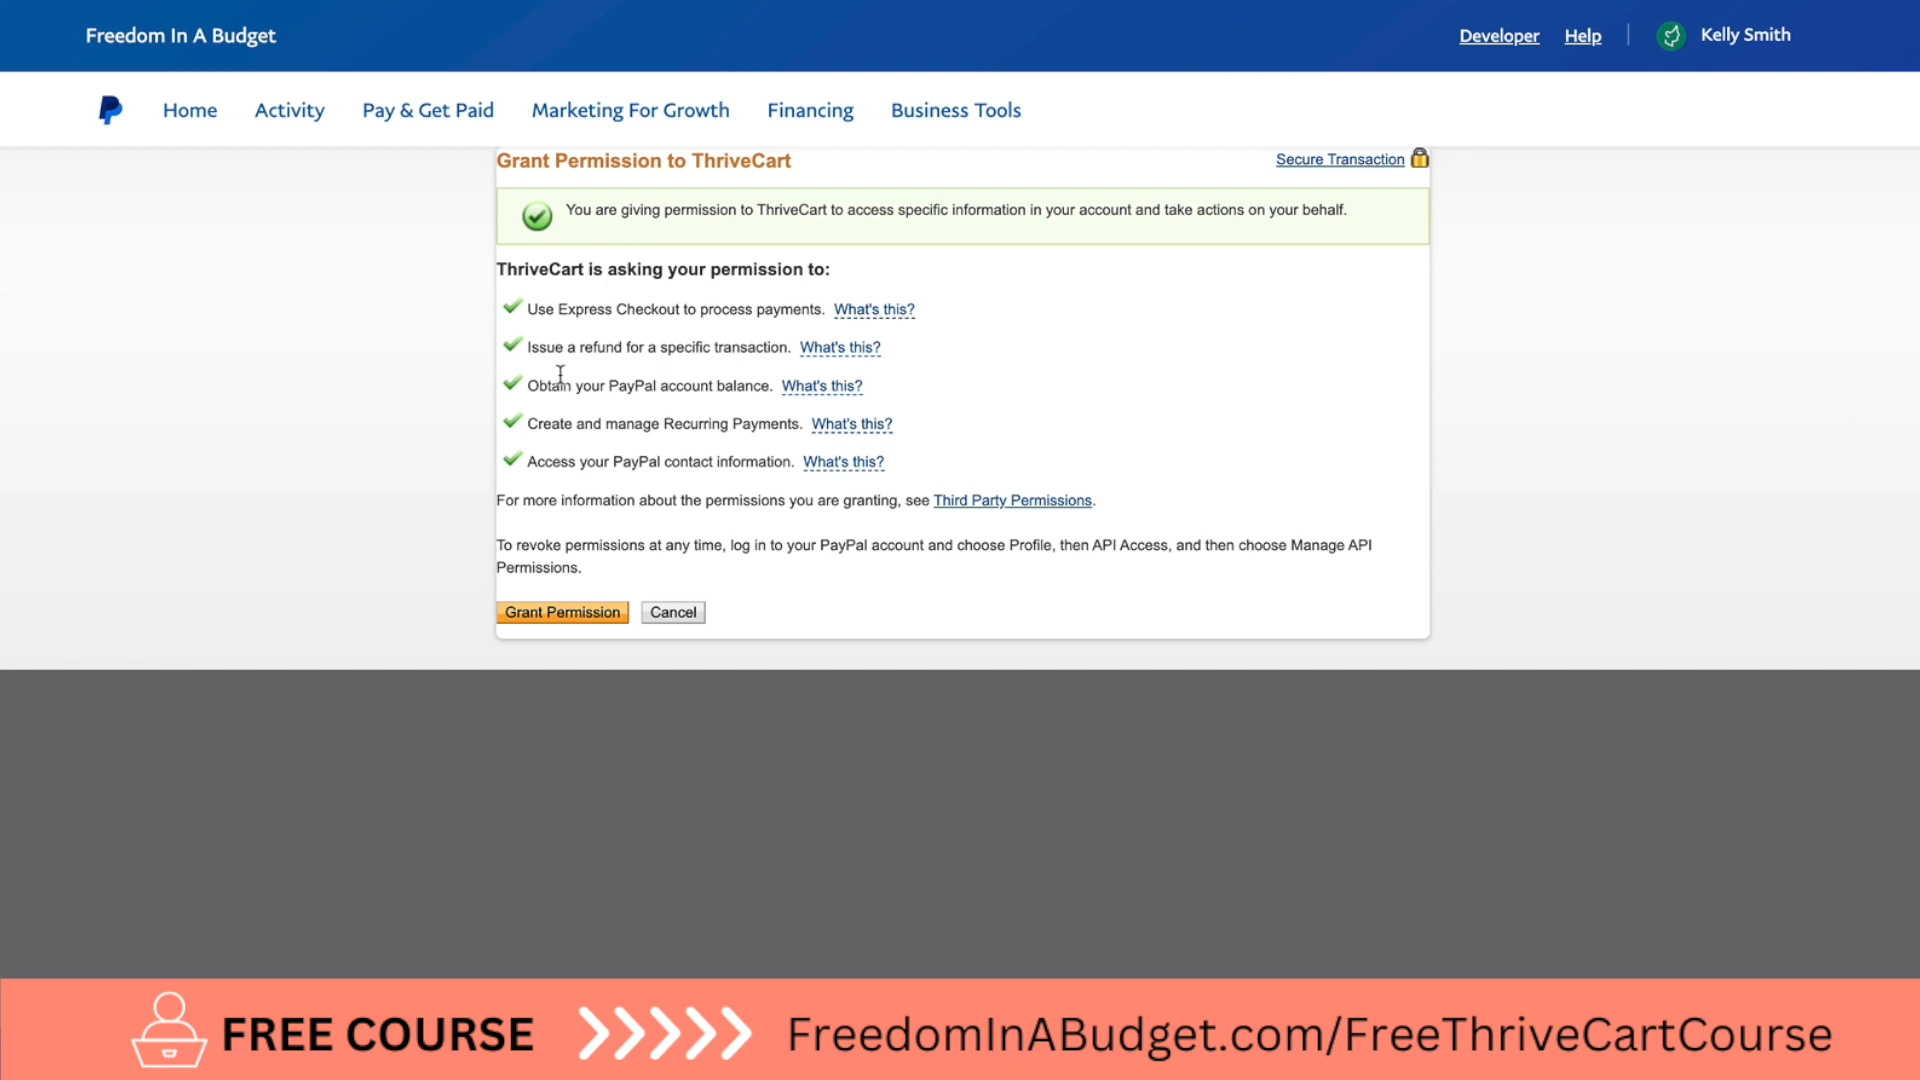 Freedom In A Budget
Developer Help Kelly Smith
Home Activity Pay & Get Paid Marketing For Growth Financing Business Tools
Grant Permission to ThriveCart Secure Transaction
You are giving permission to ThriveCart to access specific information in your account and take actions on your behalf.
ThriveCart is asking your permission to:
Use Express Checkout to process payments. What's this?
Issue a refund for a specific transaction. What's this?
Obtain your PayPal account balance. What's this?
Create and manage Recurring Payments. What's this?
Access your PayPal contact information. What's this?
For more information about the permissions you are granting, see Third Party Permissions.
To revoke permissions at any time, log in to your PayPal account and choose Profile, then API Access, and then choose Manage API
Permissions.
Grant Permission Cancel
FREE COURSE FreedomInABudget.com/FreeThriveCartCourse